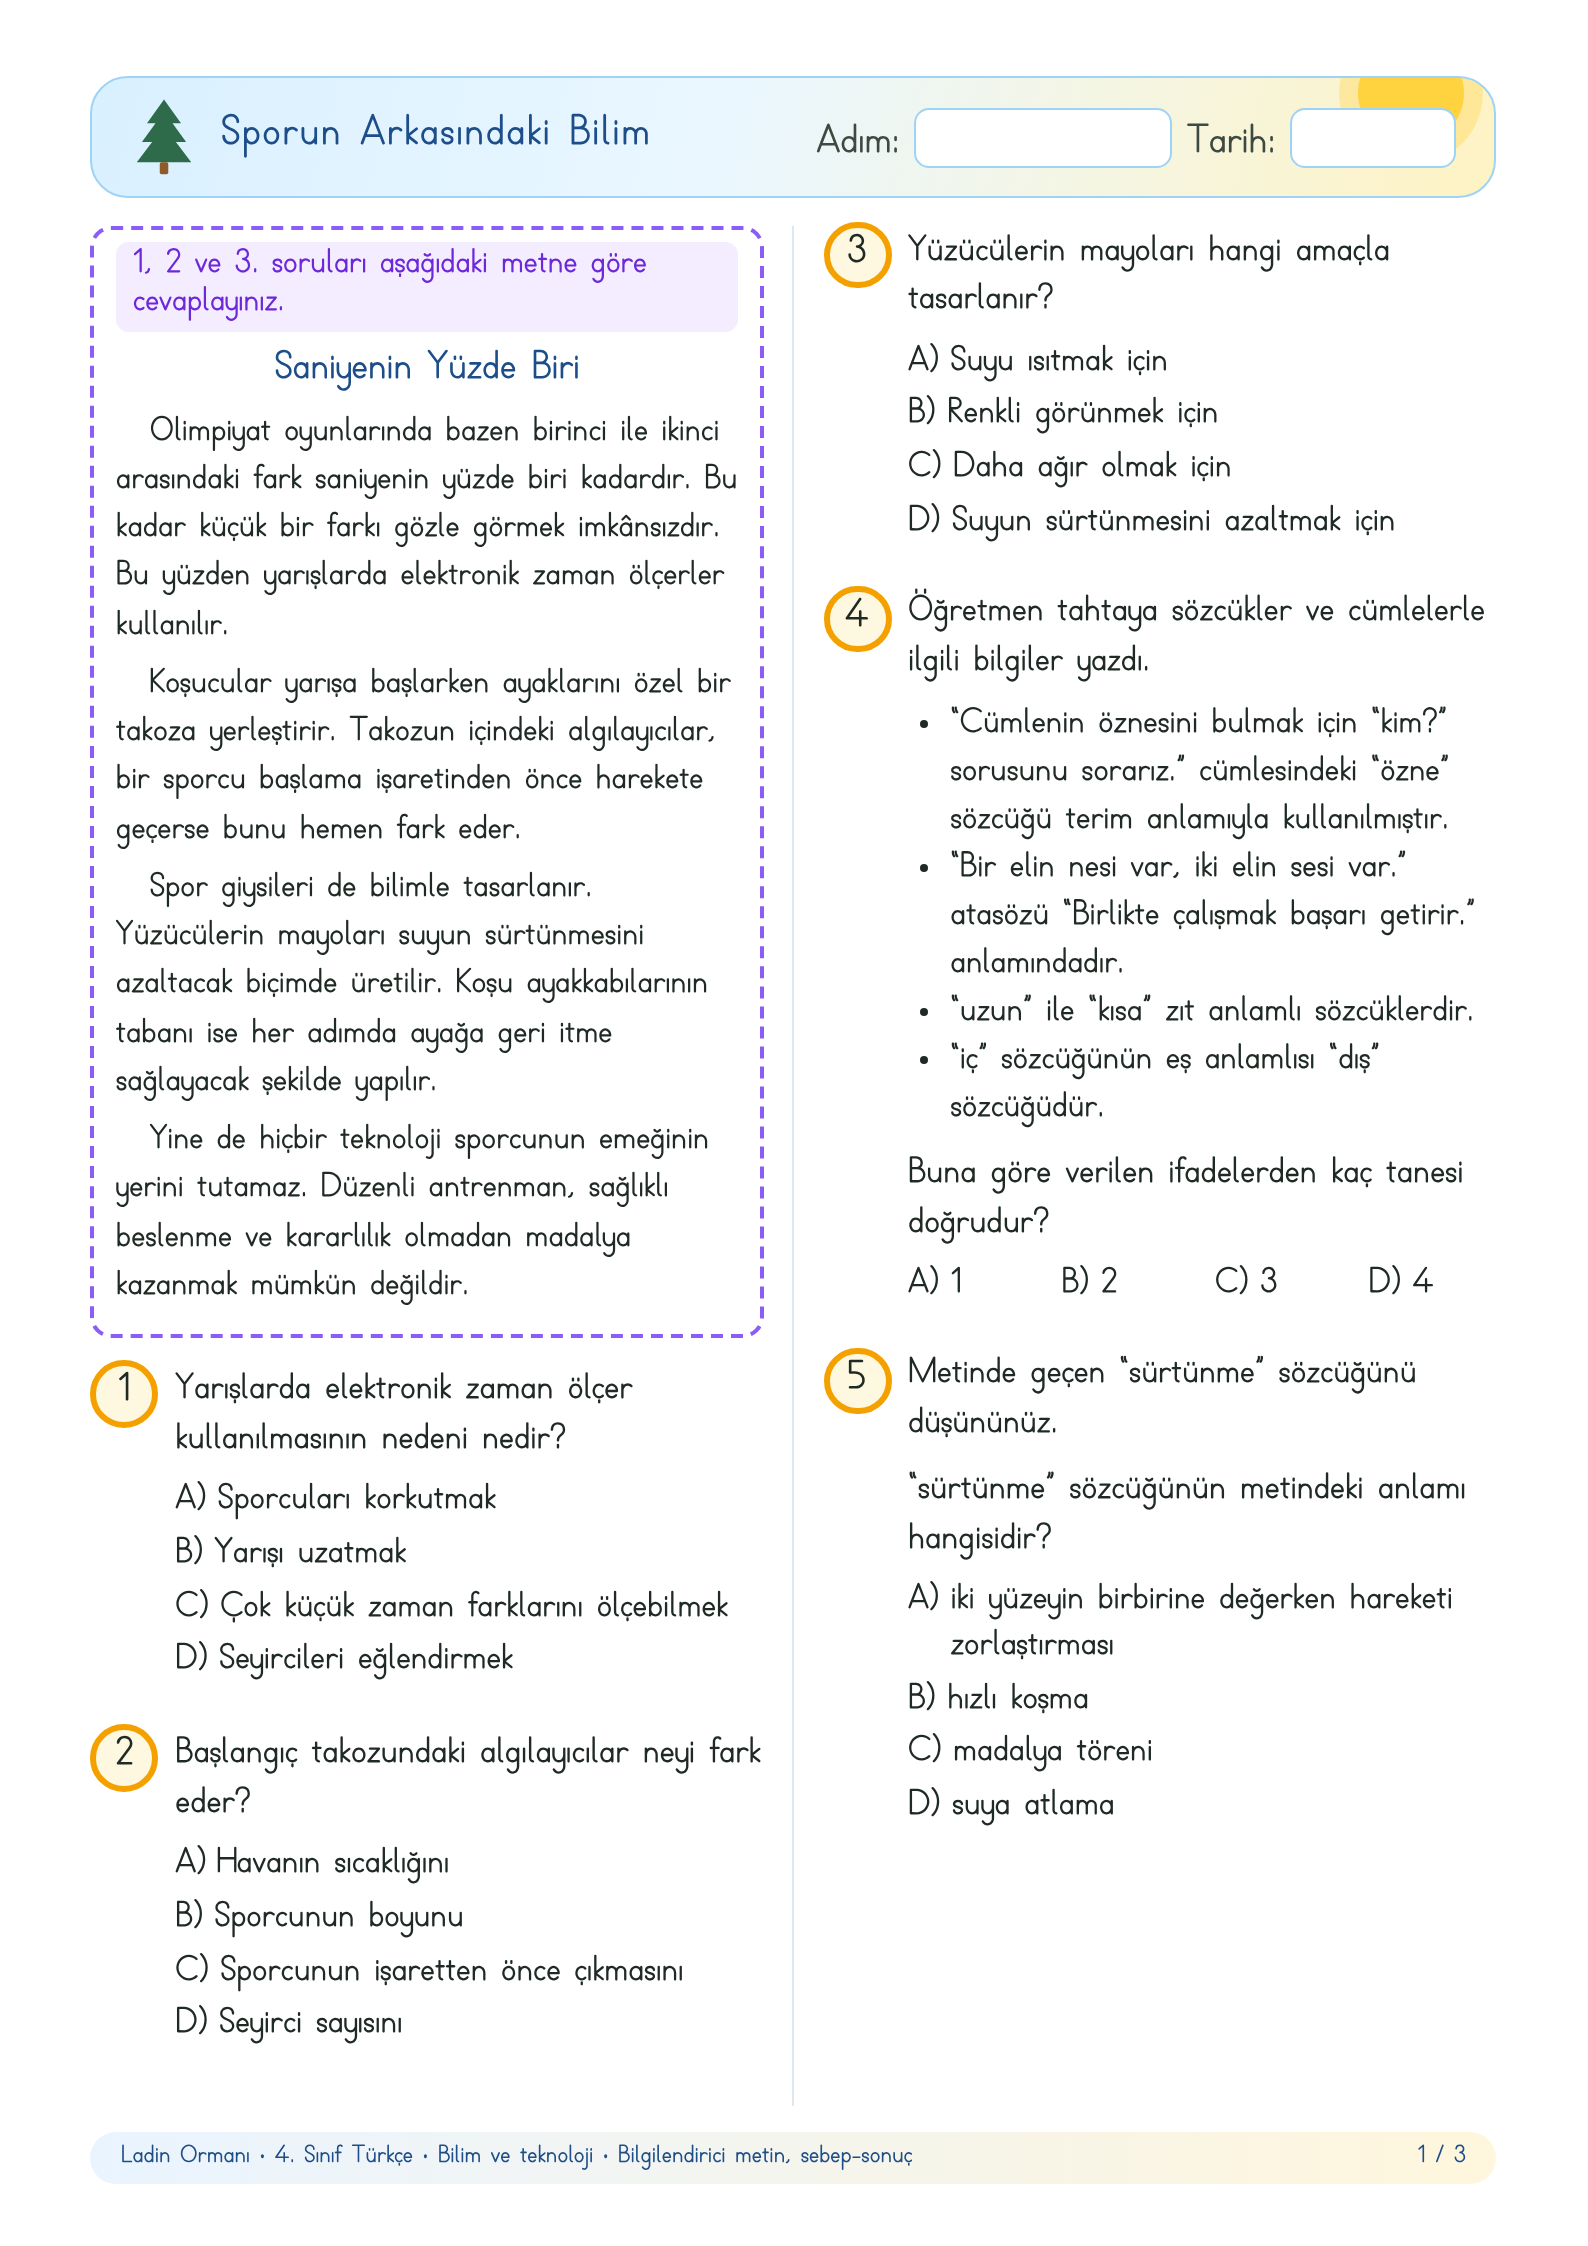 Sporun Arkasındaki Bilim
Adım:
Tarih:
1, 2 ve 3. soruları aşağıdaki metne göre
cevaplayınız.
Saniyenin Yüzde Biri
Olimpiyat oyunlarında bazen birinci ile ikinci
arasındaki fark saniyenin yüzde biri kadardır. Bu
kadar küçük bir farkı gözle görmek imkânsızdır.
Bu yüzden yarışlarda elektronik zaman ölçerler
kullanılır.
Koşucular yarışa başlarken ayaklarını özel bir
takoza yerleştirir. Takozun içindeki algılayıcılar,
bir sporcu başlama işaretinden önce harekete
geçerse bunu hemen fark eder.
Spor giysileri de bilimle tasarlanır.
Yüzücülerin mayoları suyun sürtünmesini
azaltacak biçimde üretilir. Koşu ayakkabılarının
tabanı ise her adımda ayağa geri itme
sağlayacak şekilde yapılır.
Yine de hiçbir teknoloji sporcunun emeğinin
yerini tutamaz. Düzenli antrenman, sağlıklı
beslenme ve kararlılık olmadan madalya
kazanmak mümkün değildir.
1
Yarışlarda elektronik zaman ölçer
kullanılmasının nedeni nedir?
A) Sporcuları korkutmak
B) Yarışı uzatmak
C) Çok küçük zaman farklarını ölçebilmek
D) Seyircileri eğlendirmek
2
Başlangıç takozundaki algılayıcılar neyi fark
eder?
A) Havanın sıcaklığını
B) Sporcunun boyunu
C) Sporcunun işaretten önce çıkmasını
D) Seyirci sayısını
3
Yüzücülerin mayoları hangi amaçla
tasarlanır?
A) Suyu ısıtmak için
B) Renkli görünmek için
C) Daha ağır olmak için
D) Suyun sürtünmesini azaltmak için
4
Öğretmen tahtaya sözcükler ve cümlelerle
ilgili bilgiler yazdı.
• “Cümlenin öznesini bulmak için “kim?”
sorusunu sorarız.” cümlesindeki “özne”
sözcüğü terim anlamıyla kullanılmıştır.
• “Bir elin nesi var, iki elin sesi var.”
atasözü “Birlikte çalışmak başarı getirir.”
anlamındadır.
• “uzun” ile “kısa” zıt anlamlı sözcüklerdir.
• “iç” sözcüğünün eş anlamlısı “dış”
sözcüğüdür.
Buna göre verilen ifadelerden kaç tanesi
doğrudur?
A) 1 B) 2 C) 3 D) 4
5
Metinde geçen “sürtünme” sözcüğünü
düşününüz.
“sürtünme” sözcüğünün metindeki anlamı
hangisidir?
A) iki yüzeyin birbirine değerken hareketi
zorlaştırması
B) hızlı koşma
C) madalya töreni
D) suya atlama
Ladin Ormanı • 4. Sınıf Türkçe • Bilim ve teknoloji • Bilgilendirici metin, sebep-sonuç
1 / 3